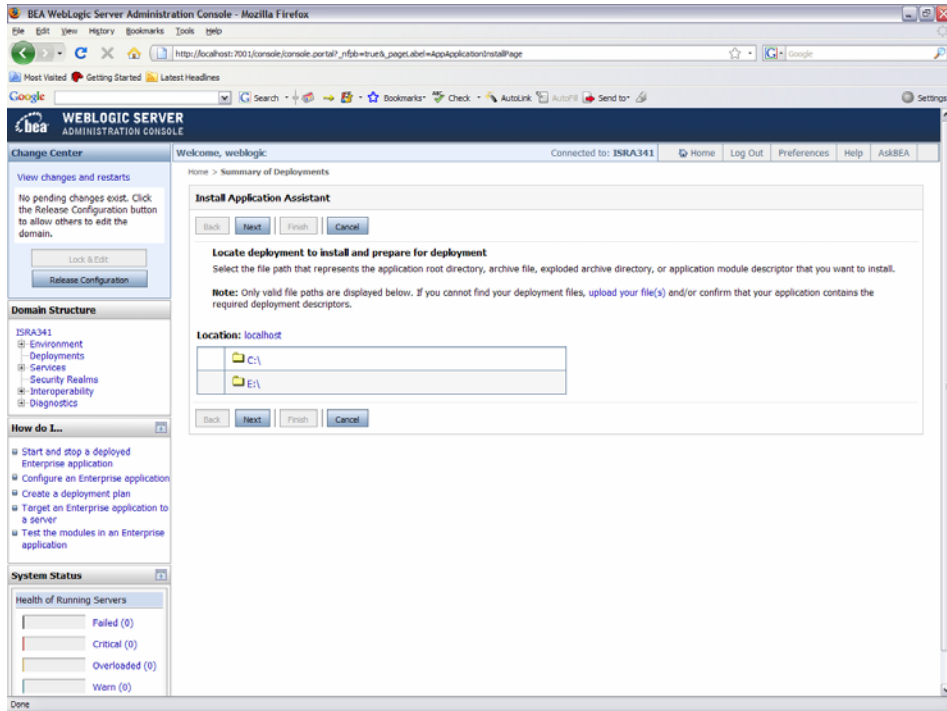 BEA WebLogic Server Administration Console - Mozilla Firefox
File Edit View History Bookmarks Tools Help
http://localhost:7001/console/console.portal?_nfpb=true&_pageLabel=AppApplicationInstallPage
Google
Most Visited Getting Started Latest Headlines
Google Search Bookmarks Check AutoLink AutoFill Send to Settings
bea WEBLOGIC SERVER
ADMINISTRATION CONSOLE
Change Center
View changes and restarts
No pending changes exist. Click
the Release Configuration button
to allow others to edit the
domain.
Lock & Edit
Release Configuration
Domain Structure
ISRA341
Environment
Deployments
Services
Security Realms
Interoperability
Diagnostics
How do I...
Start and stop a deployed
Enterprise application
Configure an Enterprise application
Create a deployment plan
Target an Enterprise application to
a server
Test the modules in an Enterprise
application
System Status
Health of Running Servers
Failed (0)
Critical (0)
Overloaded (0)
Warn (0)
Welcome, weblogic Connected to: ISRA341 Home Log Out Preferences Help AskBEA
Home > Summary of Deployments
Install Application Assistant
Back Next Finish Cancel
Locate deployment to install and prepare for deployment
Select the file path that represents the application root directory, archive file, exploded archive directory, or application module descriptor that you want to install.
Note: Only valid file paths are displayed below. If you cannot find your deployment files, upload your file(s) and/or confirm that your application contains the
required deployment descriptors.
Location: localhost
C:\
E:\
Back Next Finish Cancel
Done